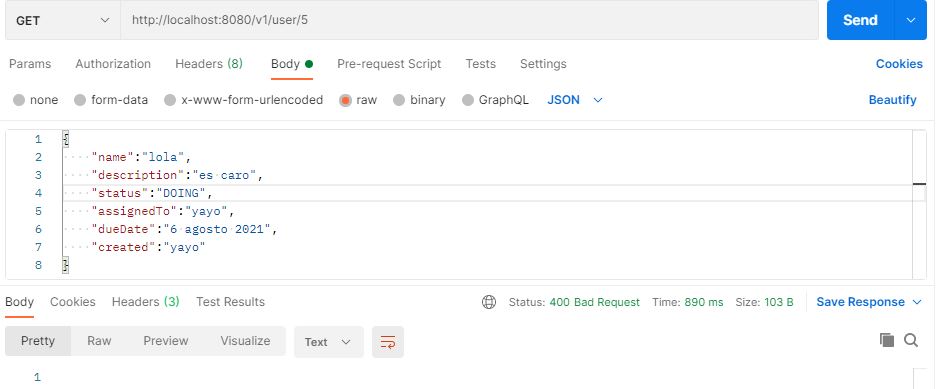 GET http://localhost:8080/v1/user/5 Send
Params Authorization Headers (8) Body Pre-request Script Tests Settings Cookies
none form-data x-www-form-urlencoded raw binary GraphQL JSON Beautify
1 {
2 "name":"lola",
3 "description":"es caro",
4 "status":"DOING",
5 "assignedTo":"yayo",
6 "dueDate":"6 agosto 2021",
7 "created":"yayo"
8 }
Body Cookies Headers (3) Test Results Status: 400 Bad Request Time: 890 ms Size: 103 B Save Response
Pretty Raw Preview Visualize Text
1